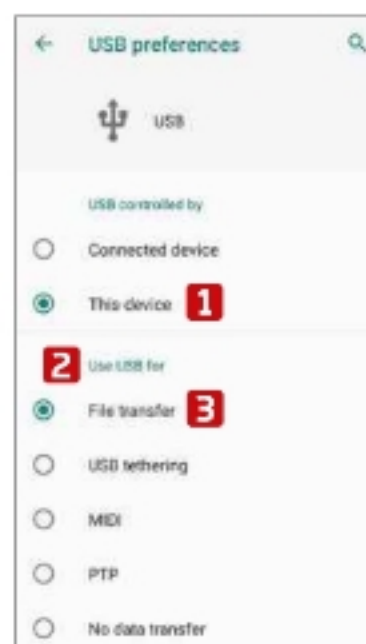 USB preferences
USB
USB controlled by
Connected device
This device 1
2 Use USB for
File transfer 3
USB tethering
MIDI
PTP
No data transfer